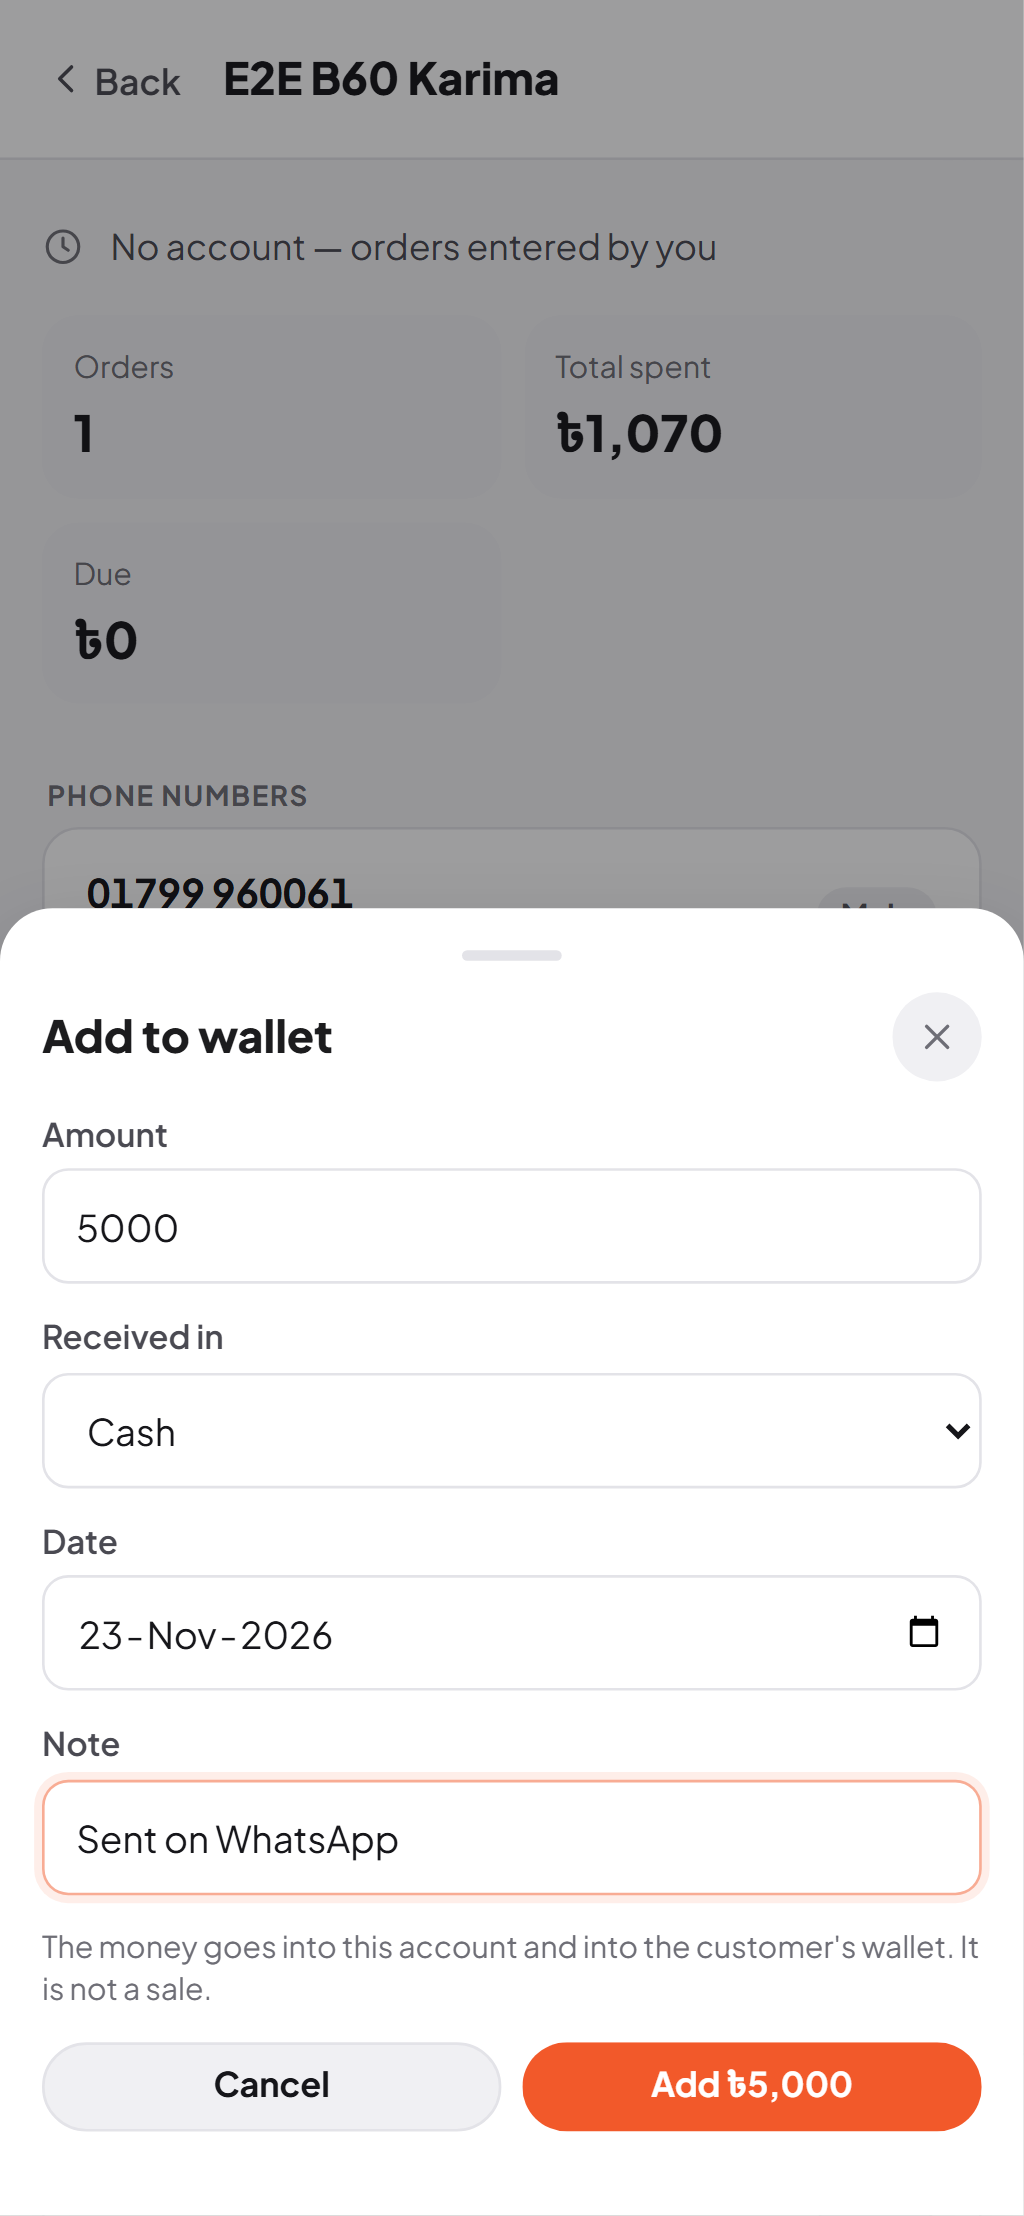 Back E2E B60 Karima
No account — orders entered by you
Orders
1
Total spent
৳1,070
Due
৳0
PHONE NUMBERS
01799 960061
Add to wallet
Amount
5000
Received in
Cash
Date
23-Nov-2026
Note
Sent on WhatsApp
The money goes into this account and into the customer's wallet. It
is not a sale.
Cancel
Add ৳5,000